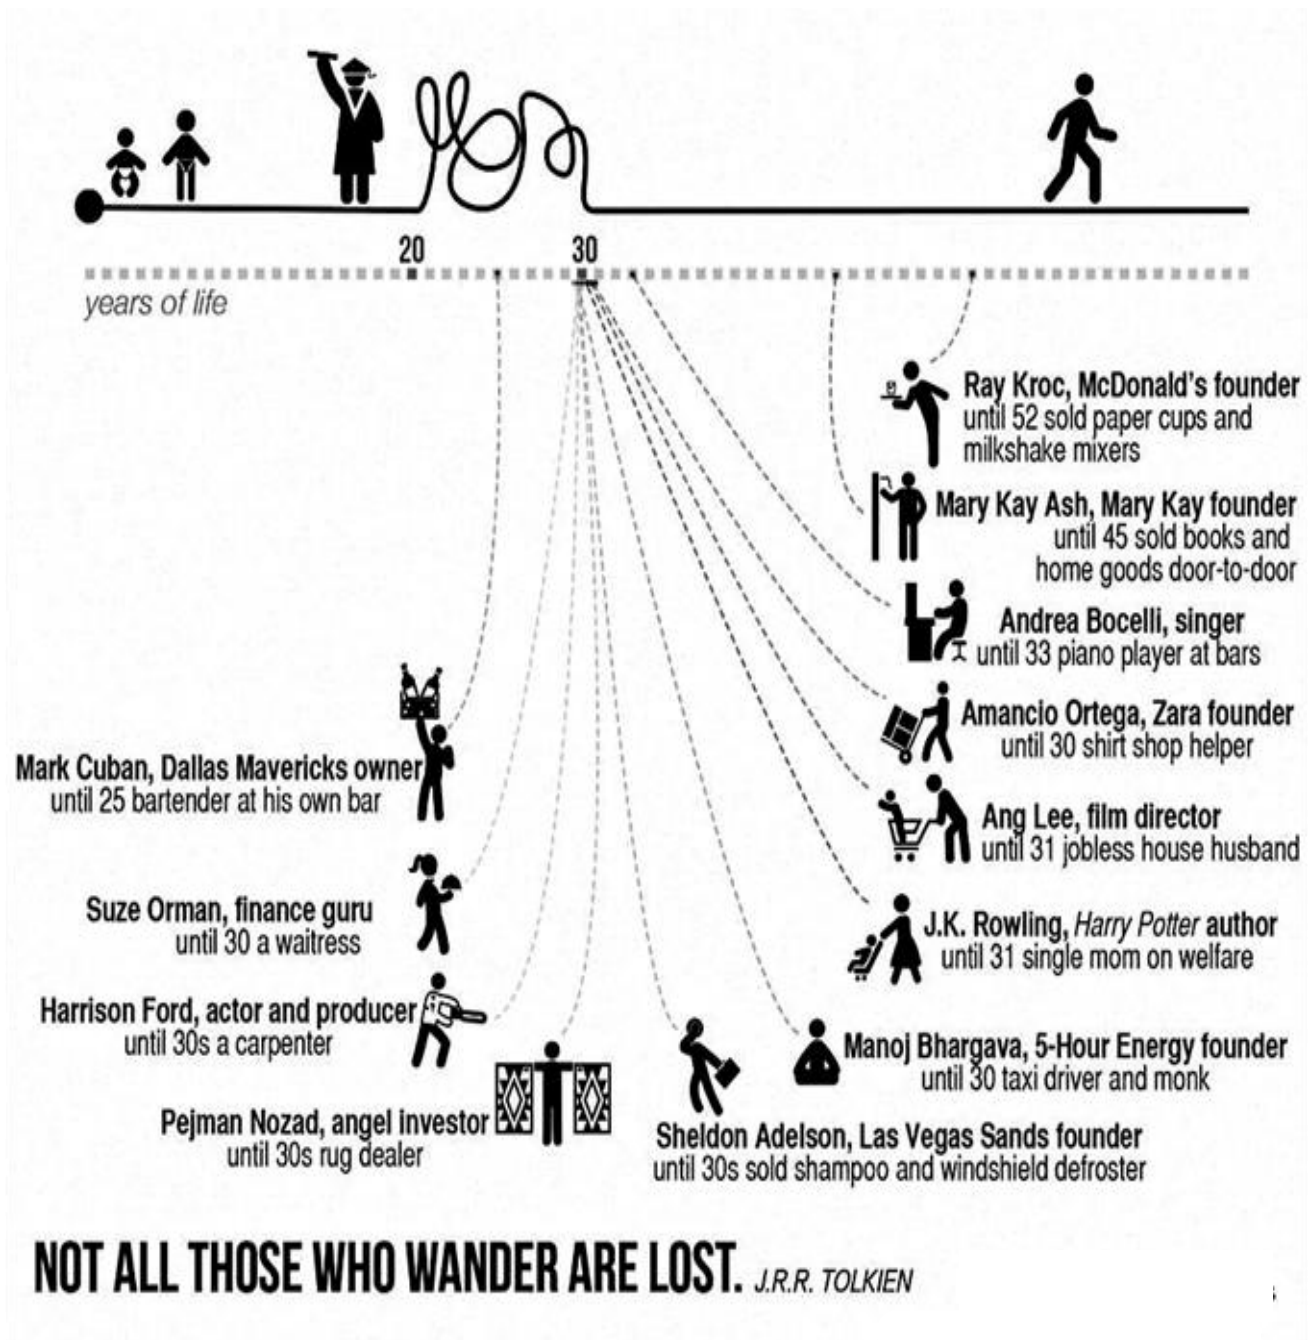 20
30
years of life
Ray Kroc, McDonald's founder
until 52 sold paper cups and
milkshake mixers
Mary Kay Ash, Mary Kay founder
until 45 sold books and
home goods door-to-door
Andrea Bocelli, singer
until 33 piano player at bars
Amancio Ortega, Zara founder
until 30 shirt shop helper
Ang Lee, film director
until 31 jobless house husband
J.K. Rowling, Harry Potter author
until 31 single mom on welfare
Manoj Bhargava, 5-Hour Energy founder
until 30 taxi driver and monk
Sheldon Adelson, Las Vegas Sands founder
until 30s sold shampoo and windshield defroster
Mark Cuban, Dallas Mavericks owner
until 25 bartender at his own bar
Suze Orman, finance guru
until 30 a waitress
Harrison Ford, actor and producer
until 30s a carpenter
Pejman Nozad, angel investor
until 30s rug dealer
NOT ALL THOSE WHO WANDER ARE LOST. J.R.R. TOLKIEN